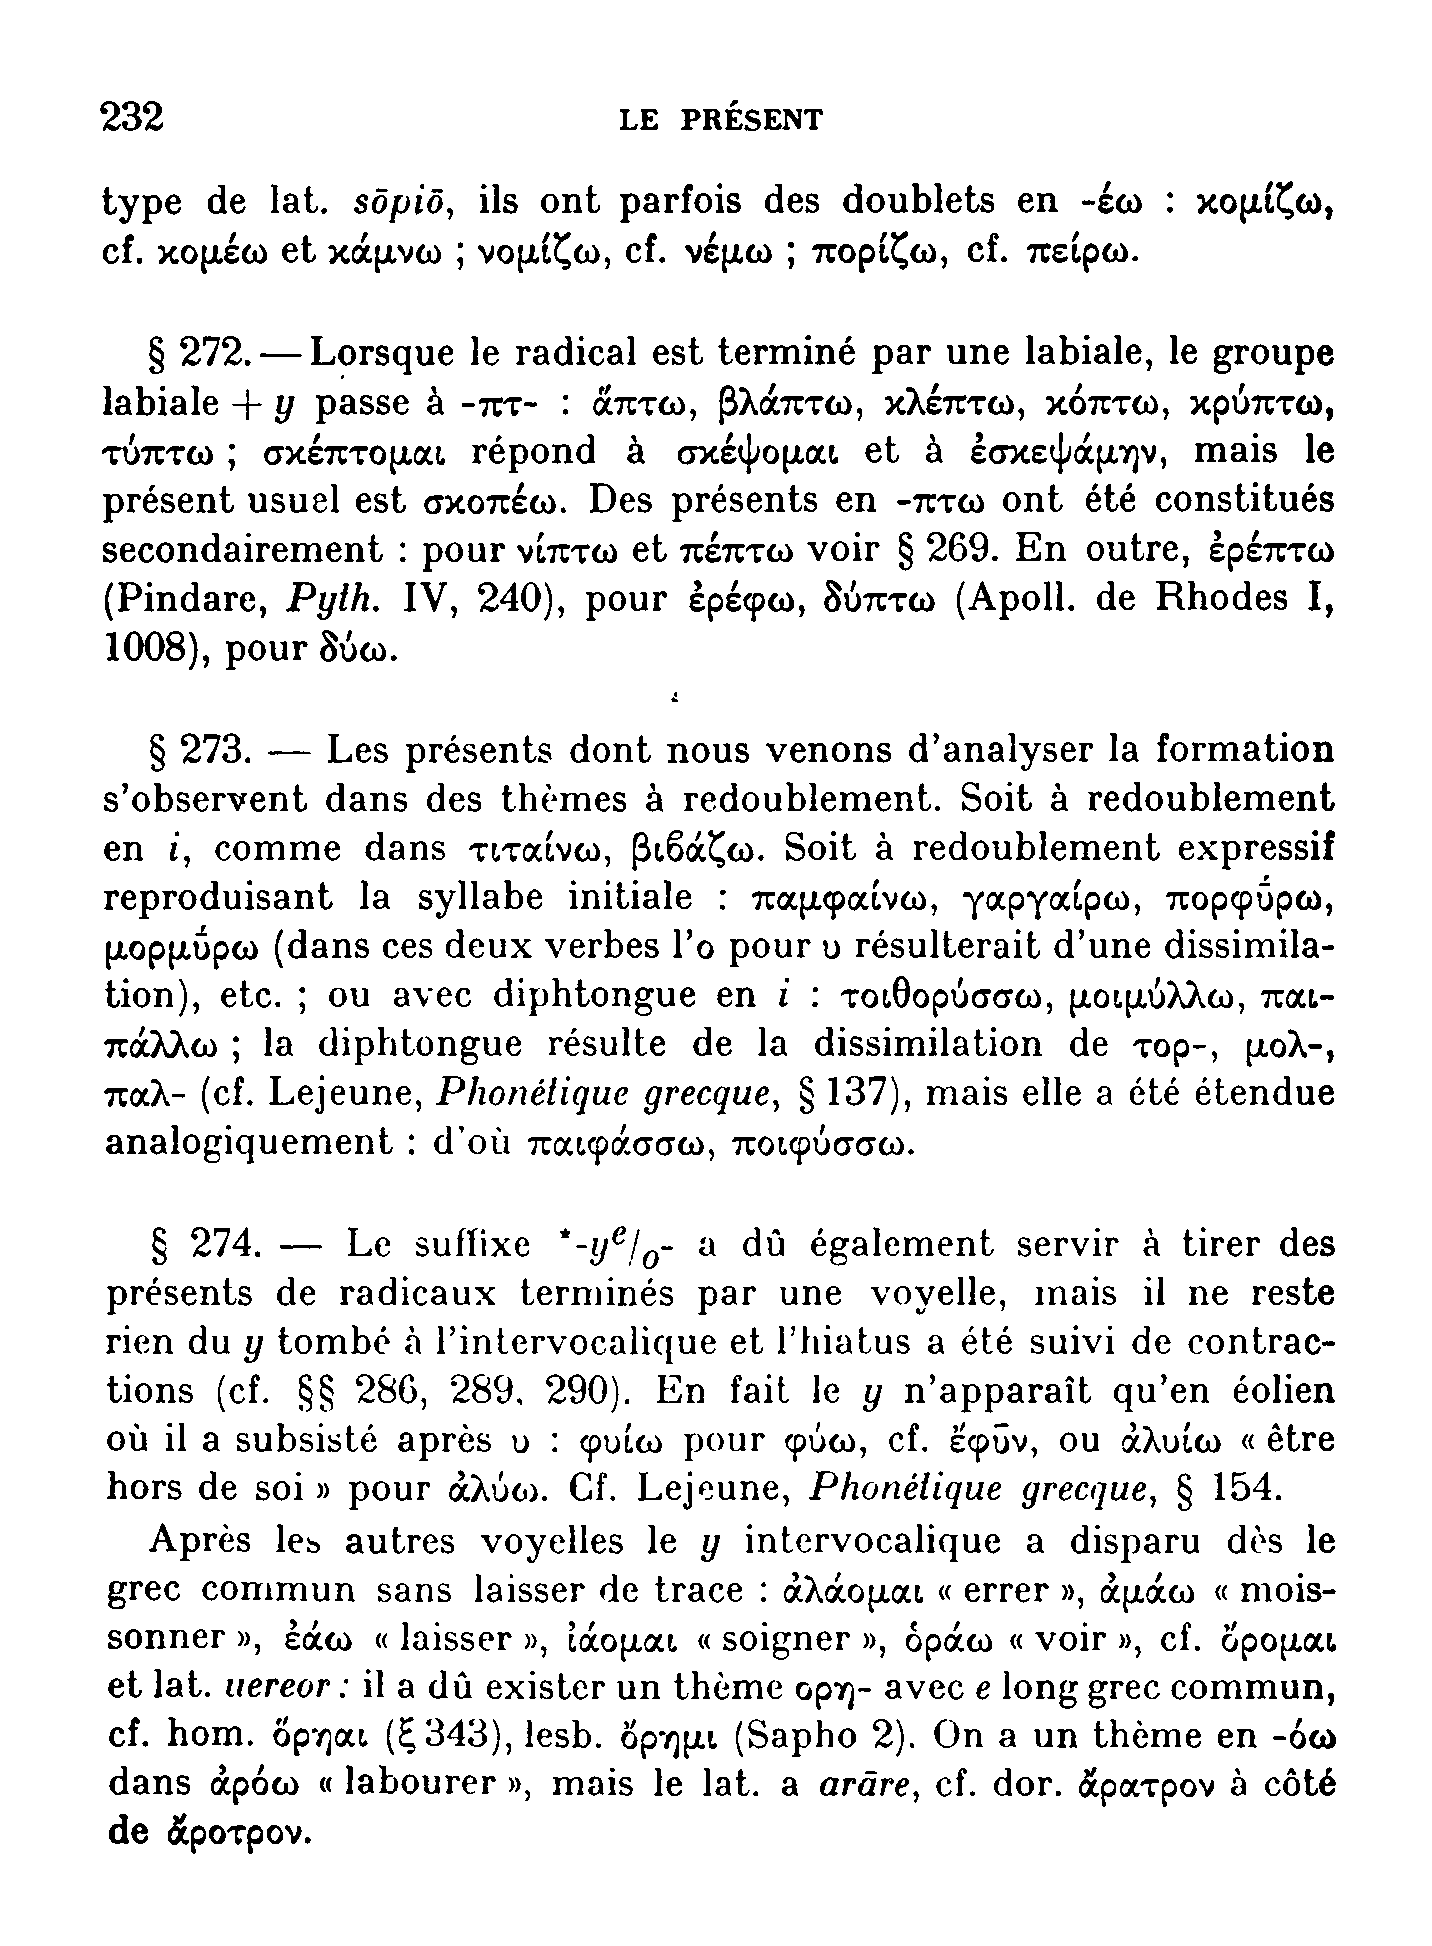 232 LE PRÉSENT
type de lat. sōpiō, ils ont parfois des doublets en -έω : κομίζω,
cf. κομέω et κάμνω ; νομίζω, cf. νέμω ; πορίζω, cf. πείρω.
§ 272. — Lorsque le radical est terminé par une labiale, le groupe
labiale + y passe à -πτ- : ἅπτω, βλάπτω, κλέπτω, κόπτω, κρύπτω,
τύπτω ; σκέπτομαι répond à σκέψομαι et à ἐσκεψάμην, mais le
présent usuel est σκοπέω. Des présents en -πτω ont été constitués
secondairement : pour νίπτω et πέπτω voir § 269. En outre, ἐρέπτω
(Pindare, Pyth. IV, 240), pour ἐρέφω, δύπτω (Apoll. de Rhodes I,
1008), pour δύω.
§ 273. — Les présents dont nous venons d'analyser la formation
s'observent dans des thèmes à redoublement. Soit à redoublement
en i, comme dans τιταίνω, βιϐάζω. Soit à redoublement expressif
reproduisant la syllabe initiale : παμφαίνω, γαργαίρω, πορφῡ́ρω,
μορμῡ́ρω (dans ces deux verbes l'ο pour υ résulterait d'une dissimila-
tion), etc. ; ou avec diphtongue en i : τοιθορύσσω, μοιμύλλω, παι-
πάλλω ; la diphtongue résulte de la dissimilation de τορ-, μολ-,
παλ- (cf. Lejeune, Phonétique grecque, § 137), mais elle a été étendue
analogiquement : d'où παιφάσσω, ποιφύσσω.
§ 274. — Le suffixe *-yᵉ/ₒ- a dû également servir à tirer des
présents de radicaux terminés par une voyelle, mais il ne reste
rien du y tombé à l'intervocalique et l'hiatus a été suivi de contrac-
tions (cf. §§ 286, 289, 290). En fait le y n'apparaît qu'en éolien
où il a subsisté après υ : φυίω pour φύω, cf. ἔφῡν, ou ἀλυίω « être
hors de soi » pour ἀλύω. Cf. Lejeune, Phonétique grecque, § 154.
Après les autres voyelles le y intervocalique a disparu dès le
grec commun sans laisser de trace : ἀλάομαι « errer », ἀμάω « mois-
sonner », ἐάω « laisser », ἰάομαι « soigner », ὁράω « voir », cf. ὄρομαι
et lat. uereor : il a dû exister un thème ορη- avec e long grec commun,
cf. hom. ὄρηαι (ξ 343), lesb. ὄρημι (Sapho 2). On a un thème en -όω
dans ἀρόω « labourer », mais le lat. a arāre, cf. dor. ἄρατρον à côté
de ἄροτρον.